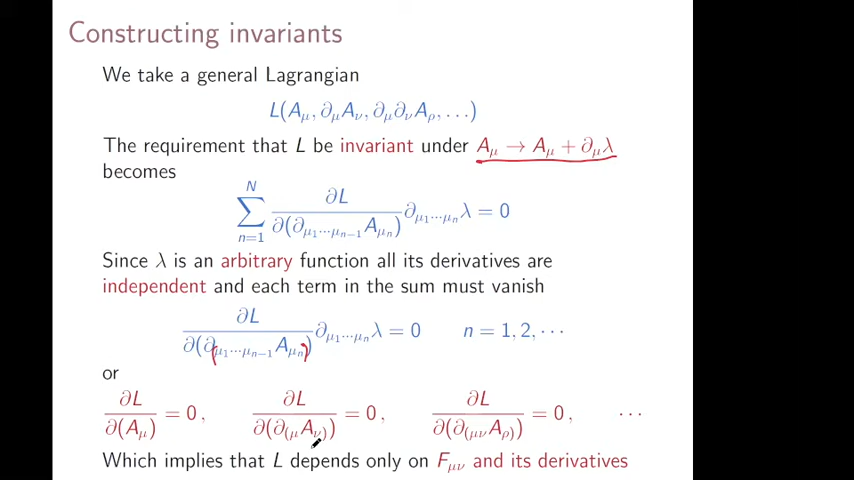 Constructing invariants
We take a general Lagrangian
L(A_μ, ∂_μA_ν, ∂_μ∂_νA_ρ, ...)
The requirement that L be invariant under A_μ → A_μ + ∂_μλ
becomes
∑_{n=1}^{N} ∂L / ∂(∂_{μ₁⋯μₙ₋₁}A_{μₙ}) ∂_{μ₁⋯μₙ}λ = 0
Since λ is an arbitrary function all its derivatives are
independent and each term in the sum must vanish
∂L / ∂(∂_{μ₁⋯μₙ₋₁}A_{μₙ}) ∂_{μ₁⋯μₙ}λ = 0 n = 1, 2, ⋯
or
∂L / ∂(A_μ) = 0, ∂L / ∂(∂_{(μ}A_{ν)}) = 0, ∂L / ∂(∂_{(μν}A_{ρ)}) = 0, ⋯
Which implies that L depends only on F_{μν} and its derivatives